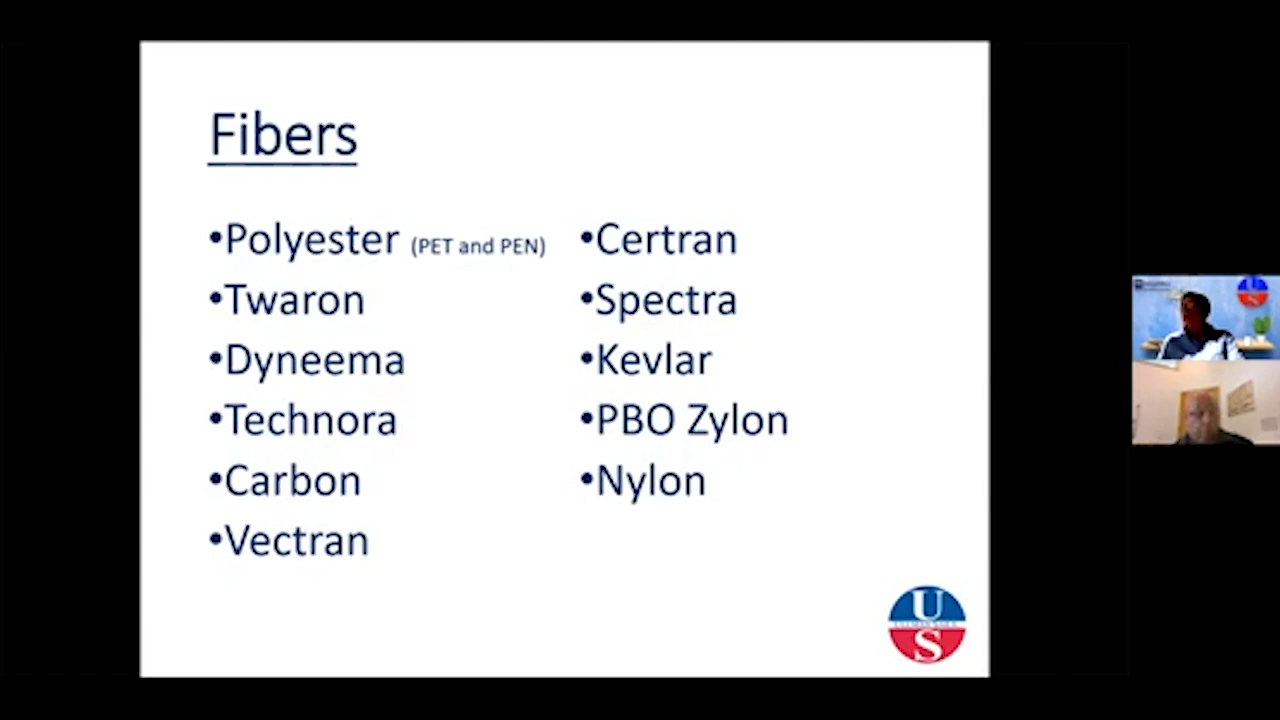 Fibers
•Polyester (PET and PEN)
•Twaron
•Dyneema
•Technora
•Carbon
•Vectran
•Certran
•Spectra
•Kevlar
•PBO Zylon
•Nylon
U
S
U
S